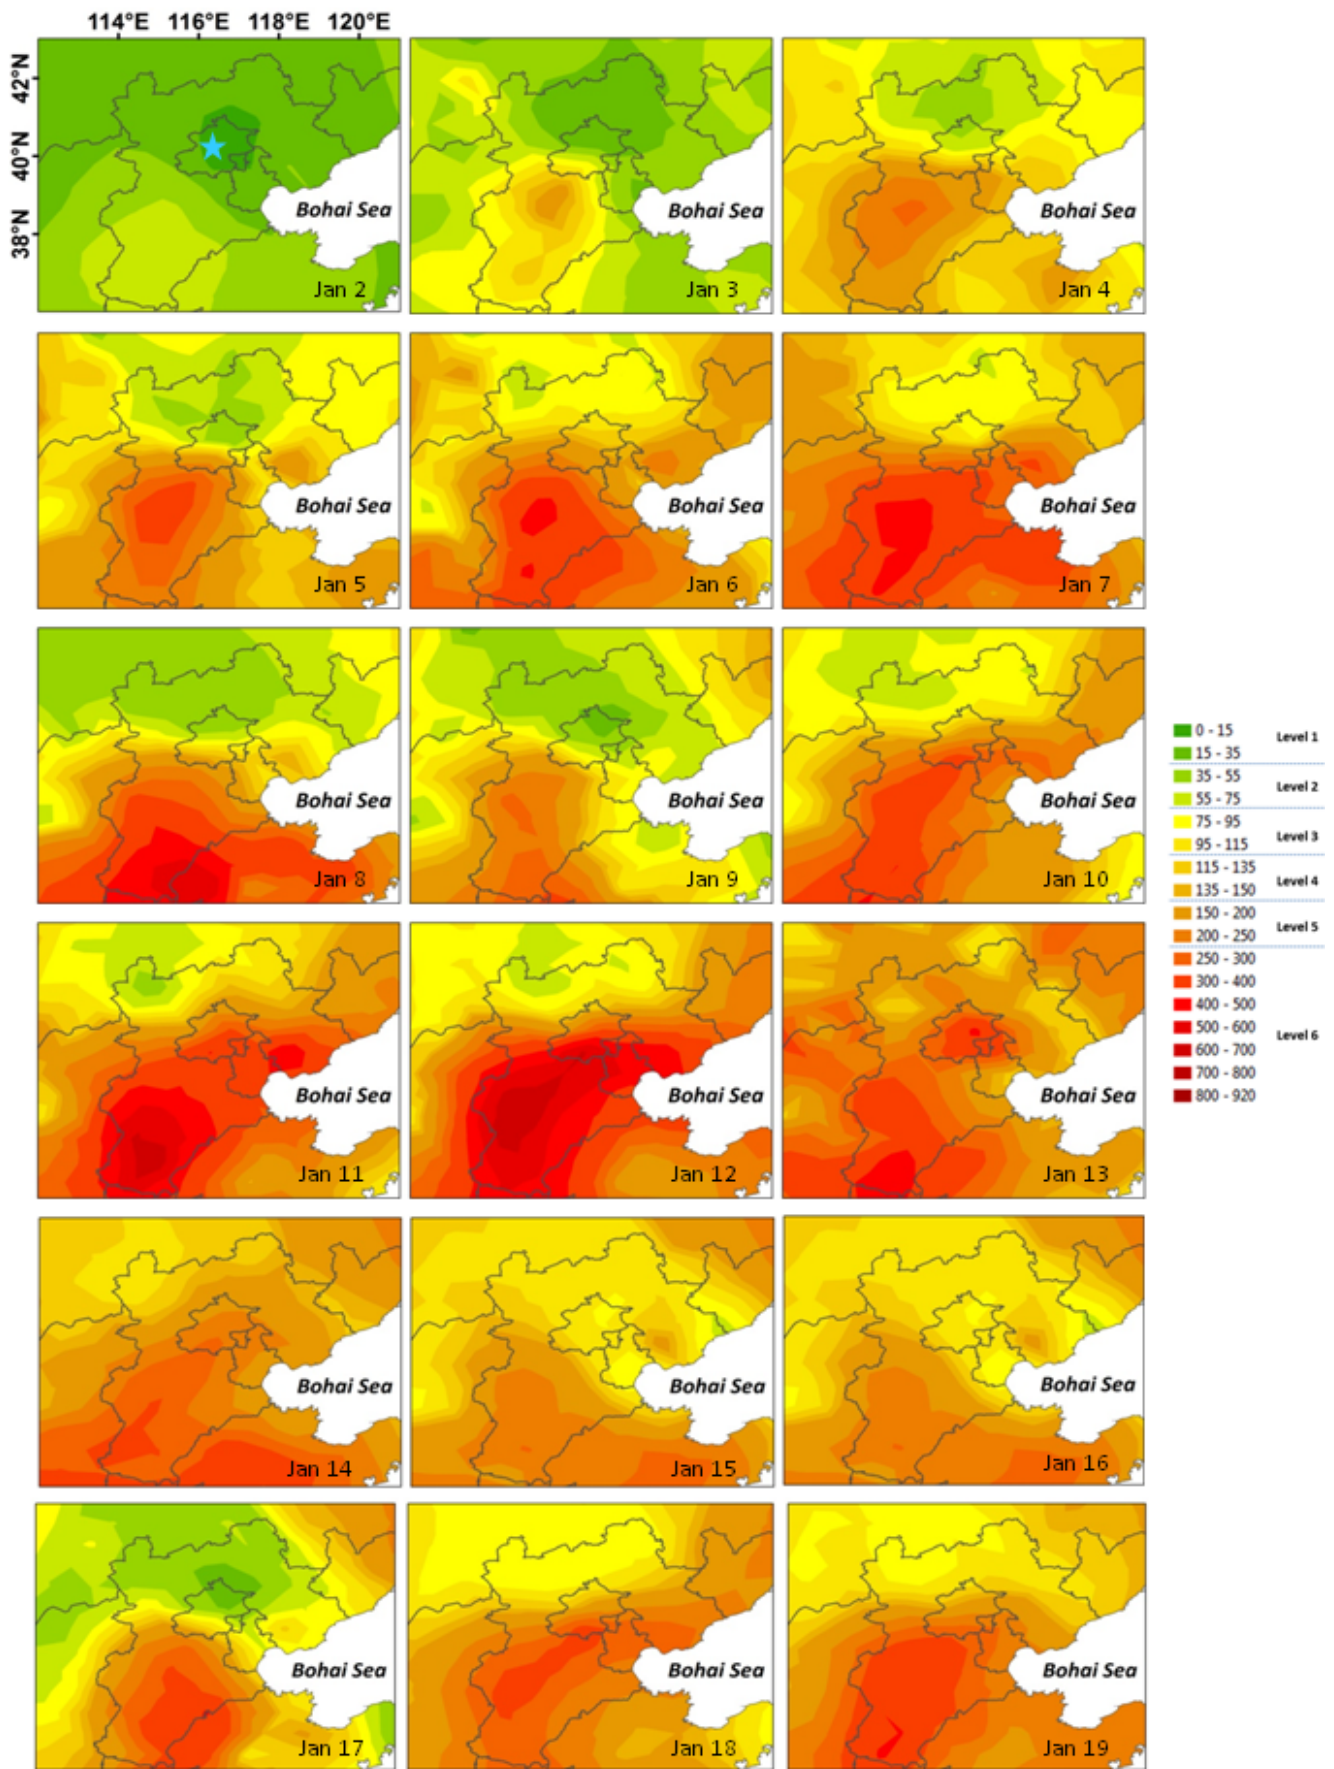 114°E 116°E 118°E 120°E
42°N
40°N
38°N
Bohai Sea
Jan 2
Bohai Sea
Jan 3
Bohai Sea
Jan 4
Bohai Sea
Jan 5
Bohai Sea
Jan 6
Bohai Sea
Jan 7
Bohai Sea
Jan 8
Bohai Sea
Jan 9
Bohai Sea
Jan 10
Bohai Sea
Jan 11
Bohai Sea
Jan 12
Bohai Sea
Jan 13
Bohai Sea
Jan 14
Bohai Sea
Jan 15
Bohai Sea
Jan 16
Bohai Sea
Jan 17
Bohai Sea
Jan 18
Bohai Sea
Jan 19
0 - 15
Level 1
15 - 35
35 - 55
Level 2
55 - 75
75 - 95
Level 3
95 - 115
115 - 135
Level 4
135 - 150
150 - 200
Level 5
200 - 250
250 - 300
300 - 400
400 - 500
500 - 600
Level 6
600 - 700
700 - 800
800 - 920